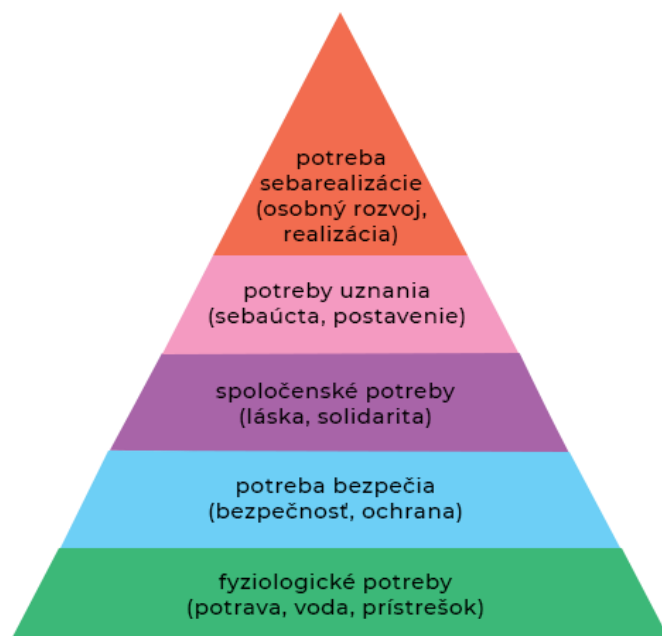 potreba
sebarealizácie
(osobný rozvoj,
realizácia)
potreby uznania
(sebaúcta, postavenie)
spoločenské potreby
(láska, solidarita)
potreba bezpečia
(bezpečnosť, ochrana)
fyziologické potreby
(potrava, voda, prístrešok)